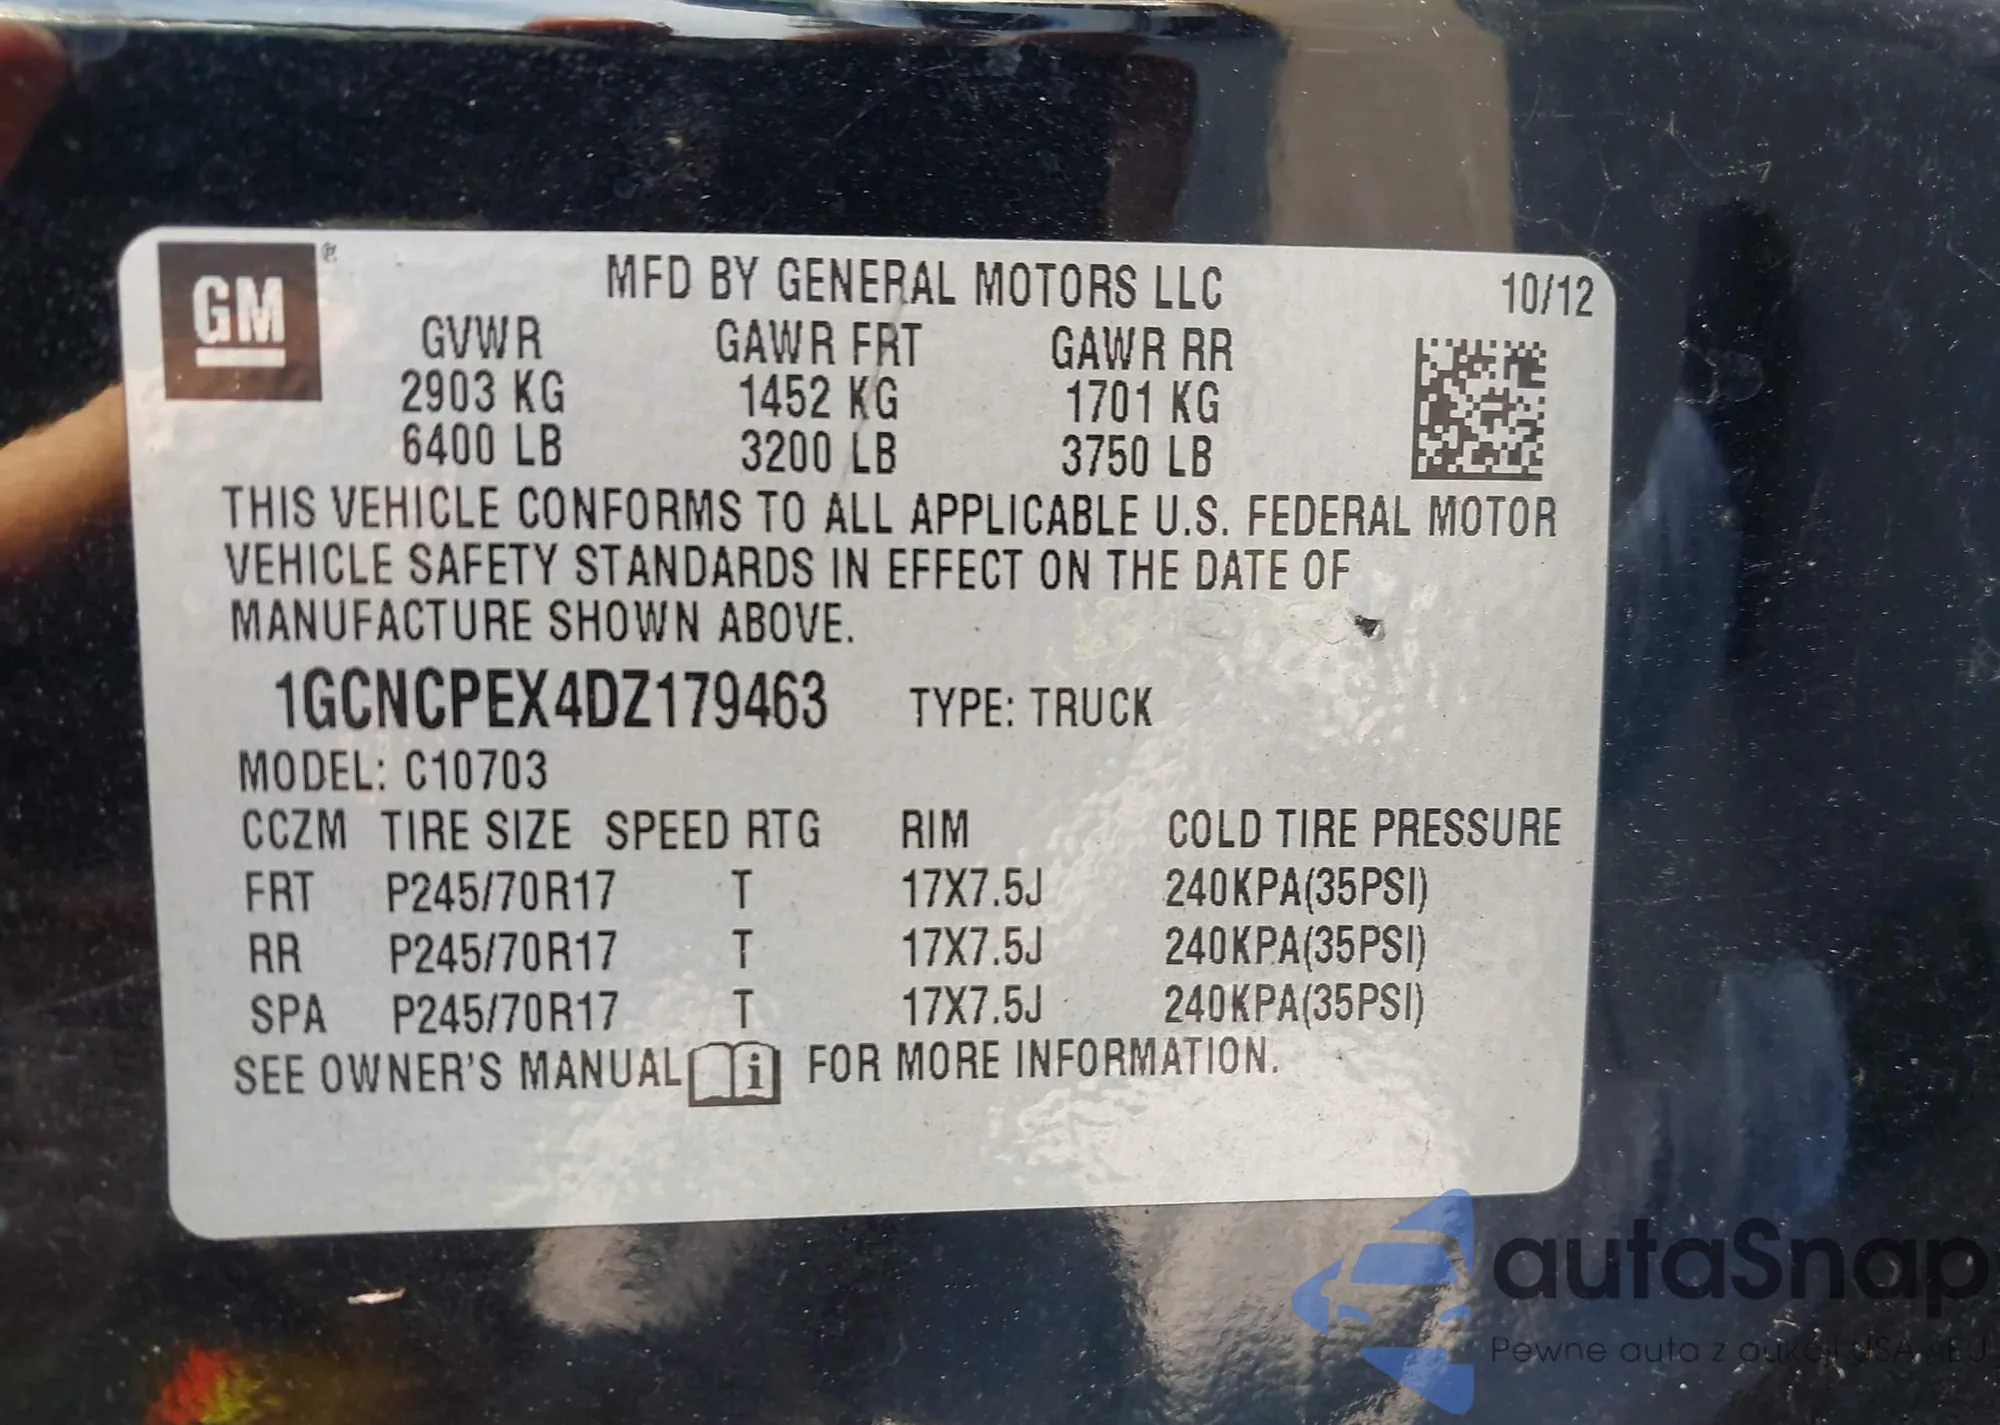 GM ®
MFD BY GENERAL MOTORS LLC 10/12
GVWR GAWR FRT GAWR RR
2903 KG 1452 KG 1701 KG
6400 LB 3200 LB 3750 LB
THIS VEHICLE CONFORMS TO ALL APPLICABLE U.S. FEDERAL MOTOR
VEHICLE SAFETY STANDARDS IN EFFECT ON THE DATE OF
MANUFACTURE SHOWN ABOVE.
1GCNCPEX4DZ179463 TYPE: TRUCK
MODEL: C10703
CCZM TIRE SIZE SPEED RTG RIM COLD TIRE PRESSURE
FRT P245/70R17 T 17X7.5J 240KPA(35PSI)
RR P245/70R17 T 17X7.5J 240KPA(35PSI)
SPA P245/70R17 T 17X7.5J 240KPA(35PSI)
SEE OWNER'S MANUAL i FOR MORE INFORMATION.
autaSnap
Pewne auta z aukcji USA